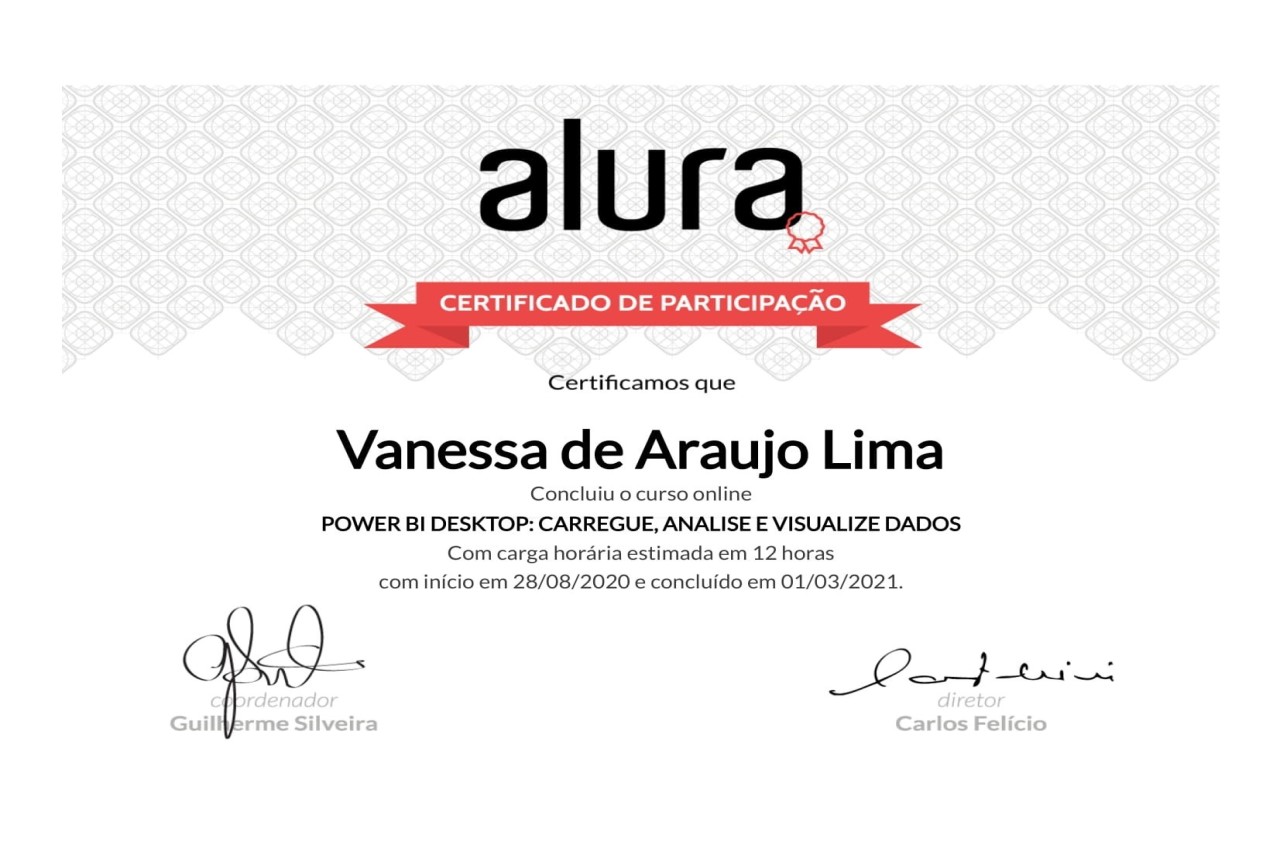 alura
CERTIFICADO DE PARTICIPAÇÃO
Certificamos que
Vanessa de Araujo Lima
Concluiu o curso online
POWER BI DESKTOP: CARREGUE, ANALISE E VISUALIZE DADOS
Com carga horária estimada em 12 horas
com início em 28/08/2020 e concluído em 01/03/2021.
coordenador
Guilherme Silveira
diretor
Carlos Felício